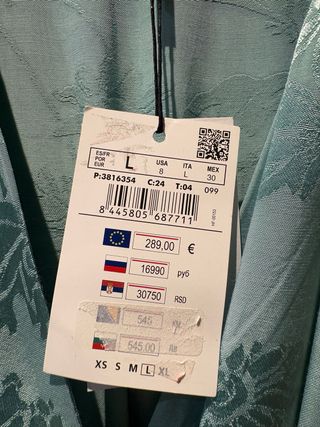 ES/FR
POR
EUR
L
USA
8
ITA
L
MEX
30
P:3816354 C:24 T:04 099
8 445805 687711
289,00 €
16990 руб
30750 RSD
545
545.00
XS S M L XL